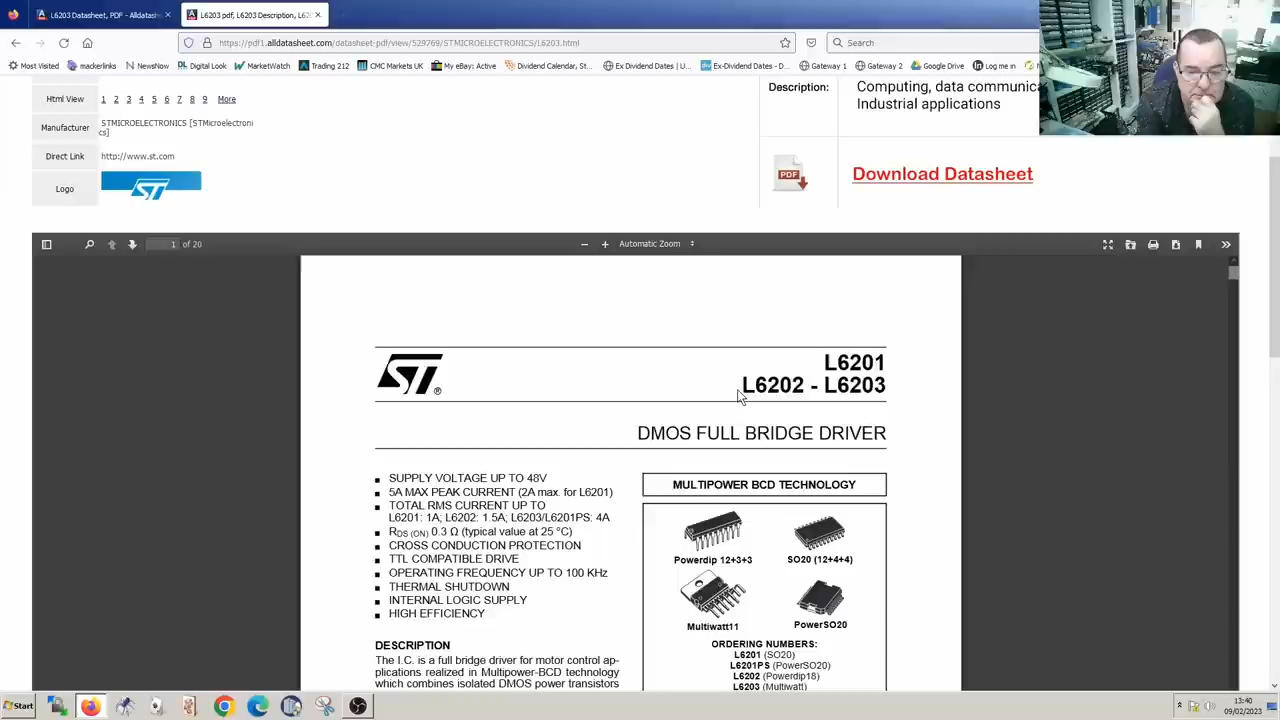 L6203 Datasheet, PDF - Alldatash
L6203 pdf, L6203 Description, L62
https://pdf1.alldatasheet.com/datasheet-pdf/view/529769/STMICROELECTRONICS/L6203.html
Search
Most Visited
makerlinks
NewsNow
Digital Look
MarketWatch
Trading 212
CMC Markets UK
My eBay: Active
Dividend Calendar, St...
Ex Dividend Dates | U...
Ex-Dividend Dates - D...
Gateway 1
Gateway 2
Google Drive
Log me in
Html View
1 2 3 4 5 6 7 8 9 More
Manufacturer
STMICROELECTRONICS [STMicroelectroni
cs]
Direct Link
http://www.st.com
Logo
ST
Description:
Computing, data communica
Industrial applications
PDF
Download Datasheet
1 of 20
Automatic Zoom
ST
L6201
L6202 - L6203
DMOS FULL BRIDGE DRIVER
SUPPLY VOLTAGE UP TO 48V
5A MAX PEAK CURRENT (2A max. for L6201)
TOTAL RMS CURRENT UP TO
L6201: 1A; L6202: 1.5A; L6203/L6201PS: 4A
RDS (ON) 0.3 Ω (typical value at 25 °C)
CROSS CONDUCTION PROTECTION
TTL COMPATIBLE DRIVE
OPERATING FREQUENCY UP TO 100 KHz
THERMAL SHUTDOWN
INTERNAL LOGIC SUPPLY
HIGH EFFICIENCY
DESCRIPTION
The I.C. is a full bridge driver for motor control ap-
plications realized in Multipower-BCD technology
which combines isolated DMOS power transistors
MULTIPOWER BCD TECHNOLOGY
Powerdip 12+3+3
SO20 (12+4+4)
Multiwatt11
PowerSO20
ORDERING NUMBERS:
L6201 (SO20)
L6201PS (PowerSO20)
L6202 (Powerdip18)
L6203 (Multiwatt)
Start
13:40
09/02/2023